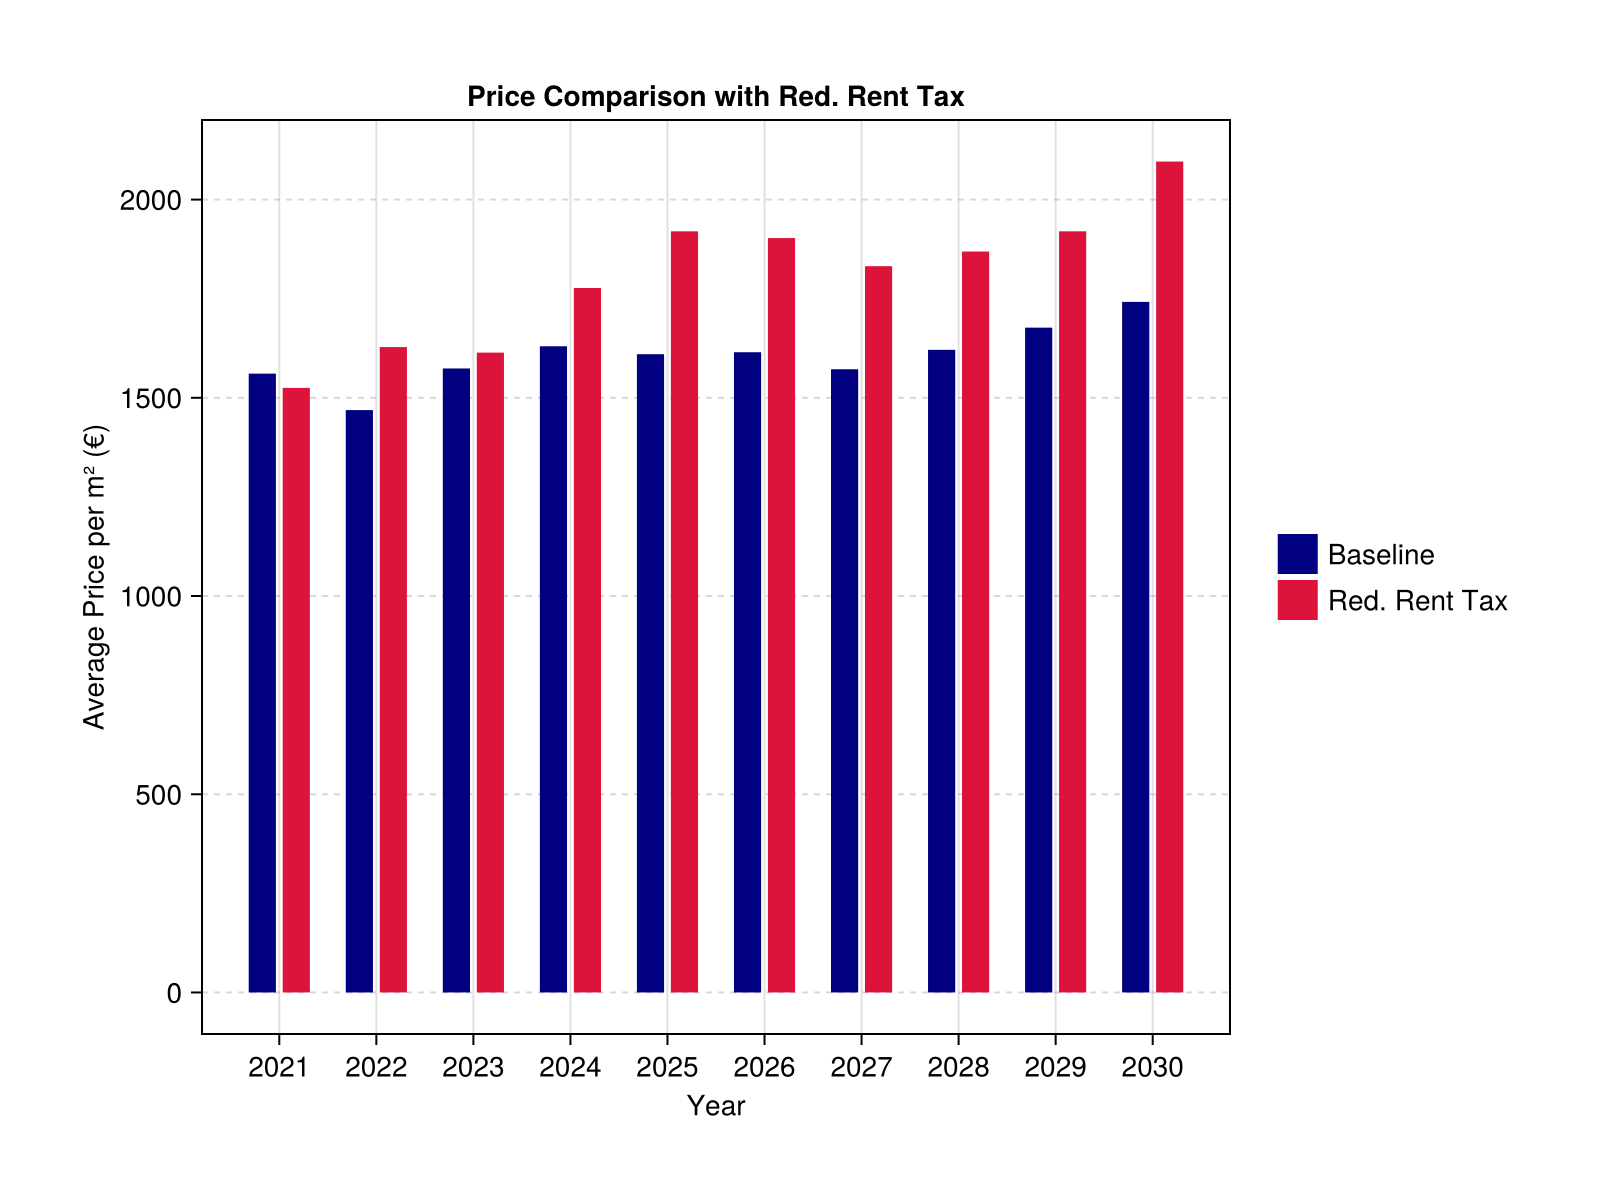 Price Comparison with Red. Rent Tax
Average Price per m² (€)
2000
1500
1000
500
0
2021 2022 2023 2024 2025 2026 2027 2028 2029 2030
Year
Baseline
Red. Rent Tax